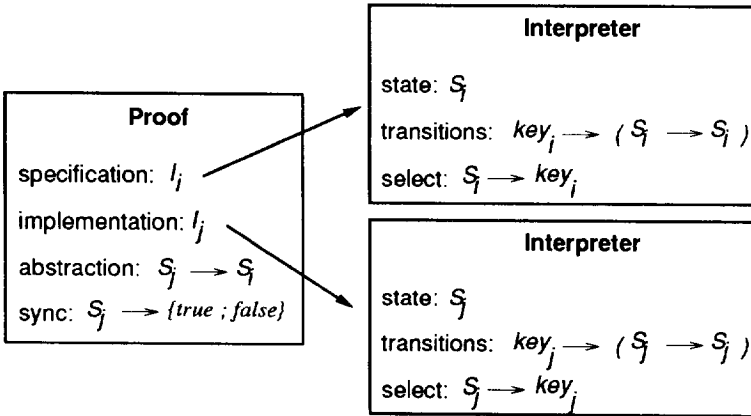 Proof
specification: Iᵢ
implementation: Iⱼ
abstraction: Sⱼ → Sᵢ
sync: Sⱼ → {true ; false}
Interpreter
state: Sᵢ
transitions: keyᵢ → ( Sᵢ → Sᵢ )
select: Sᵢ → keyᵢ
Interpreter
state: Sⱼ
transitions: keyⱼ → ( Sⱼ → Sⱼ )
select: Sⱼ → keyⱼ